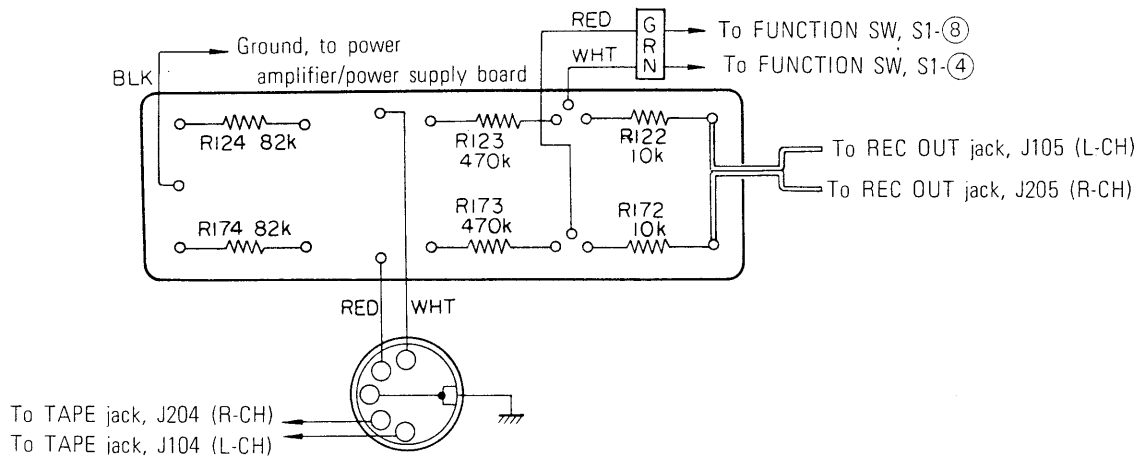 RED
GRN
To FUNCTION SW, S1-⑧
WHT
To FUNCTION SW, S1-④
Ground, to power
amplifier/power supply board
BLK
R124 82k
R123
470k
R122
10k
To REC OUT jack, J105 (L-CH)
To REC OUT jack, J205 (R-CH)
R174 82k
R173
470k
R172
10k
RED
WHT
To TAPE jack, J204 (R-CH)
To TAPE jack, J104 (L-CH)